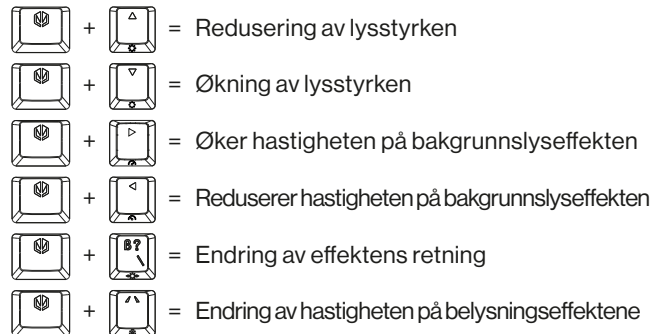 + = Redusering av lysstyrken
+ = Økning av lysstyrken
+ = Øker hastigheten på bakgrunnslyseffekten
+ = Reduserer hastigheten på bakgrunnslyseffekten
+ ß? \ = Endring av effektens retning
+ = Endring av hastigheten på belysningseffektene